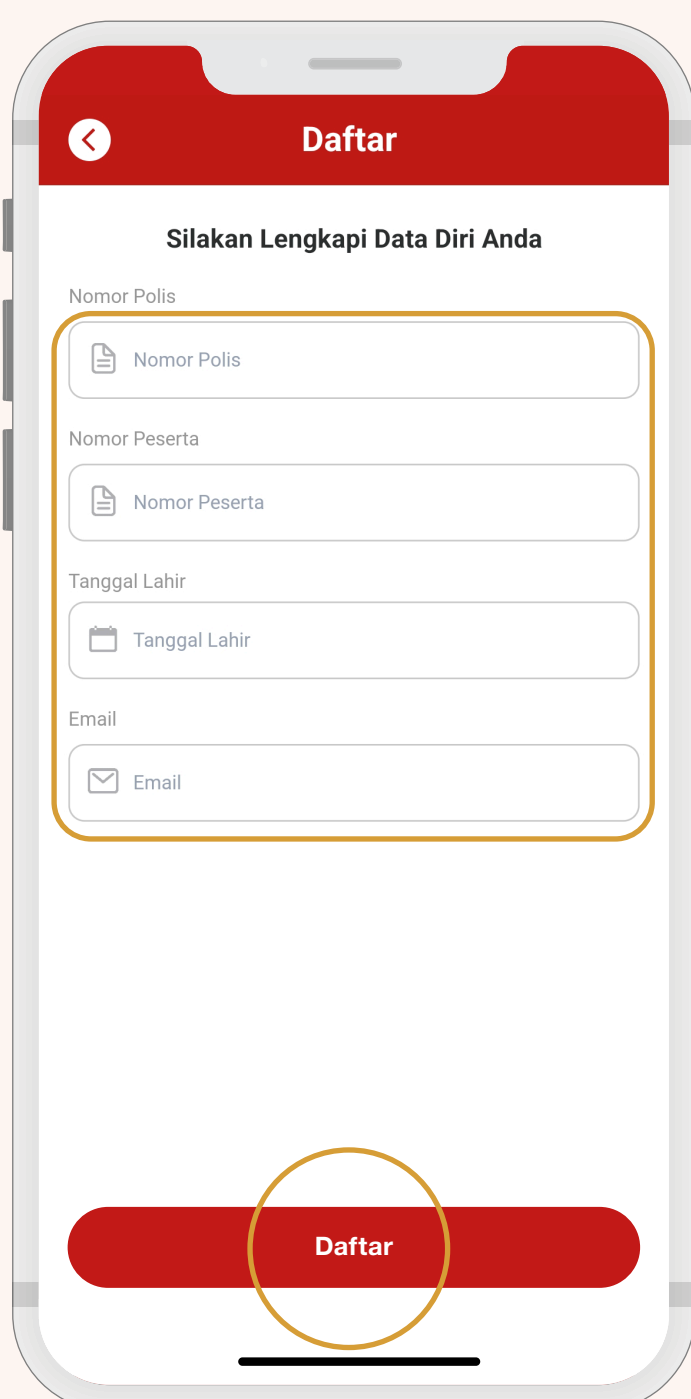 Daftar
Silakan Lengkapi Data Diri Anda
Nomor Polis
Nomor Polis
Nomor Peserta
Nomor Peserta
Tanggal Lahir
Tanggal Lahir
Email
Email
Daftar